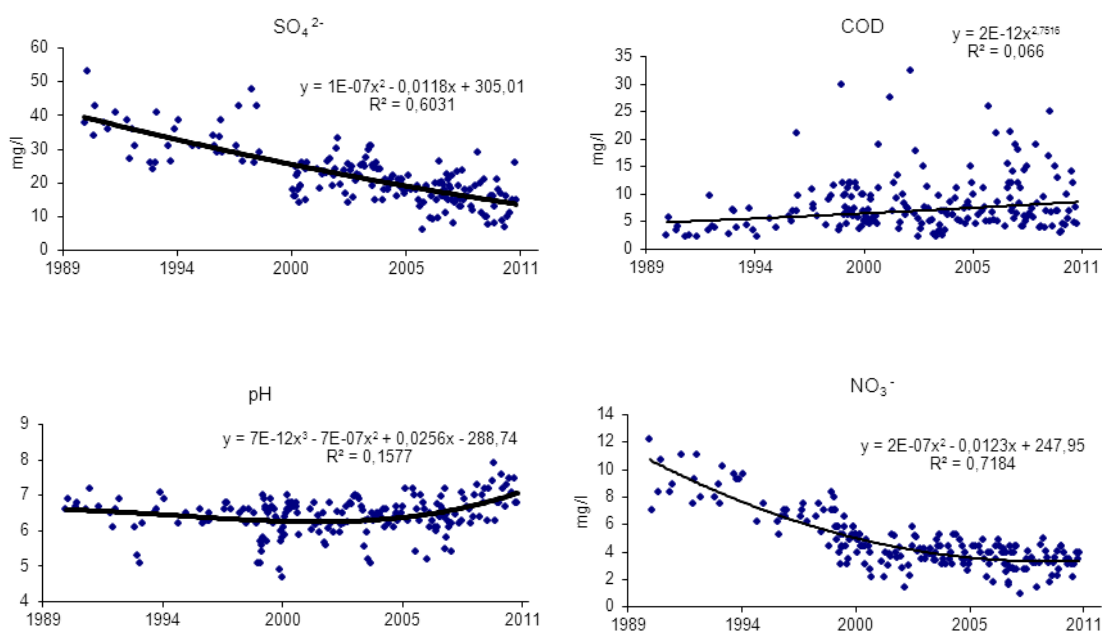 SO₄²⁻
y = 1E-07x² - 0,0118x + 305,01
R² = 0,6031
mg/l
60
50
40
30
20
10
0
1989 1994 2000 2005 2011
COD
y = 2E-12x²,⁷⁵¹⁶
R² = 0,066
mg/l
35
30
25
20
15
10
5
0
1989 1994 2000 2005 2011
pH
y = 7E-12x³ - 7E-07x² + 0,0256x - 288,74
R² = 0,1577
9
8
7
6
5
4
1989 1994 2000 2005 2011
NO₃⁻
y = 2E-07x² - 0,0123x + 247,95
R² = 0,7184
mg/l
14
12
10
8
6
4
2
0
1989 1994 2000 2005 2011